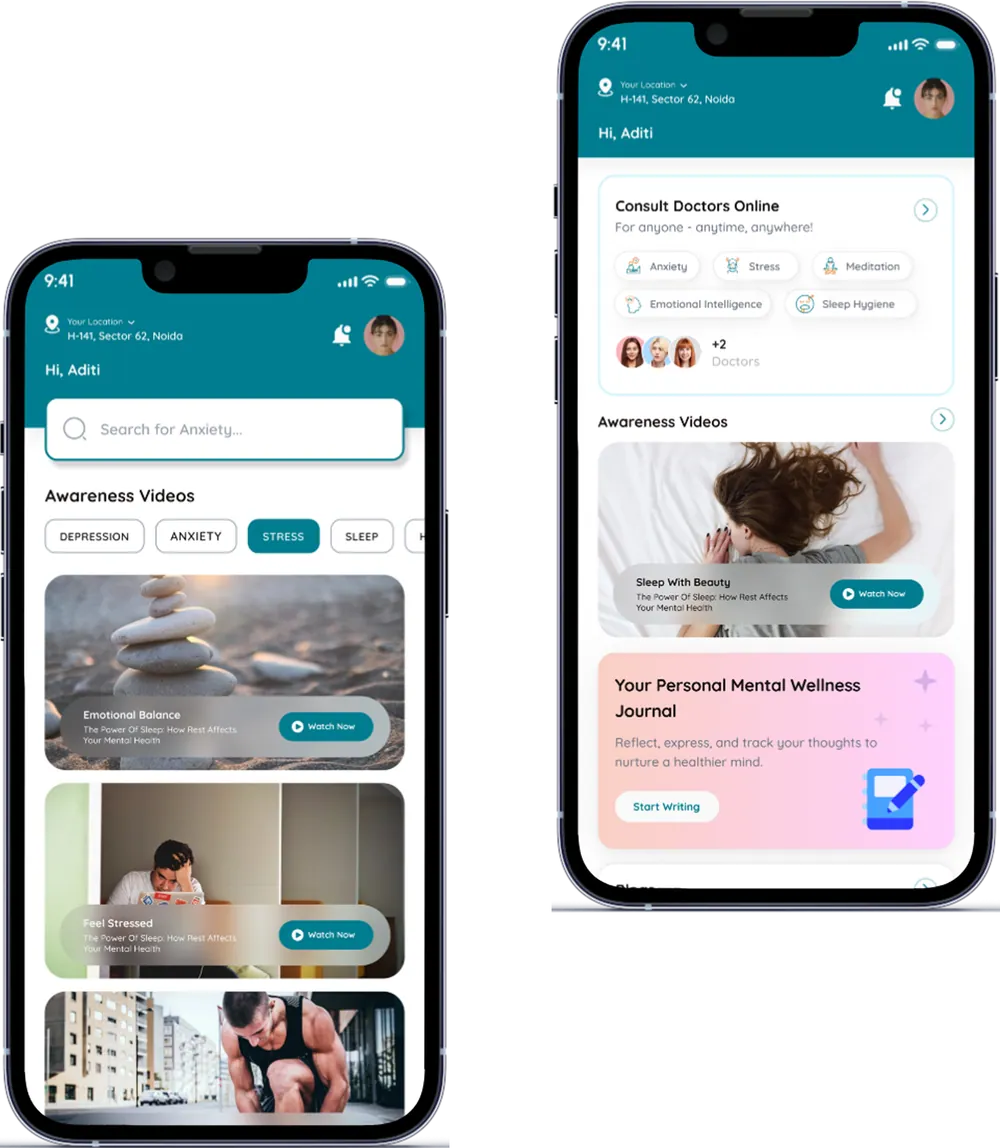 9:41
Your Location
H-141, Sector 62, Noida
Hi, Aditi
Search for Anxiety...
Awareness Videos
DEPRESSION
ANXIETY
STRESS
SLEEP
Emotional Balance
The Power Of Sleep: How Rest Affects
Your Mental Health
Watch Now
Feel Stressed
The Power Of Sleep: How Rest Affects
Your Mental Health
Watch Now
9:41
Your Location
H-141, Sector 62, Noida
Hi, Aditi
Consult Doctors Online
For anyone - anytime, anywhere!
Anxiety
Stress
Meditation
Emotional Intelligence
Sleep Hygiene
+2
Doctors
Awareness Videos
Sleep With Beauty
The Power Of Sleep: How Rest Affects
Your Mental Health
Watch Now
Your Personal Mental Wellness
Journal
Reflect, express, and track your thoughts to
nurture a healthier mind.
Start Writing